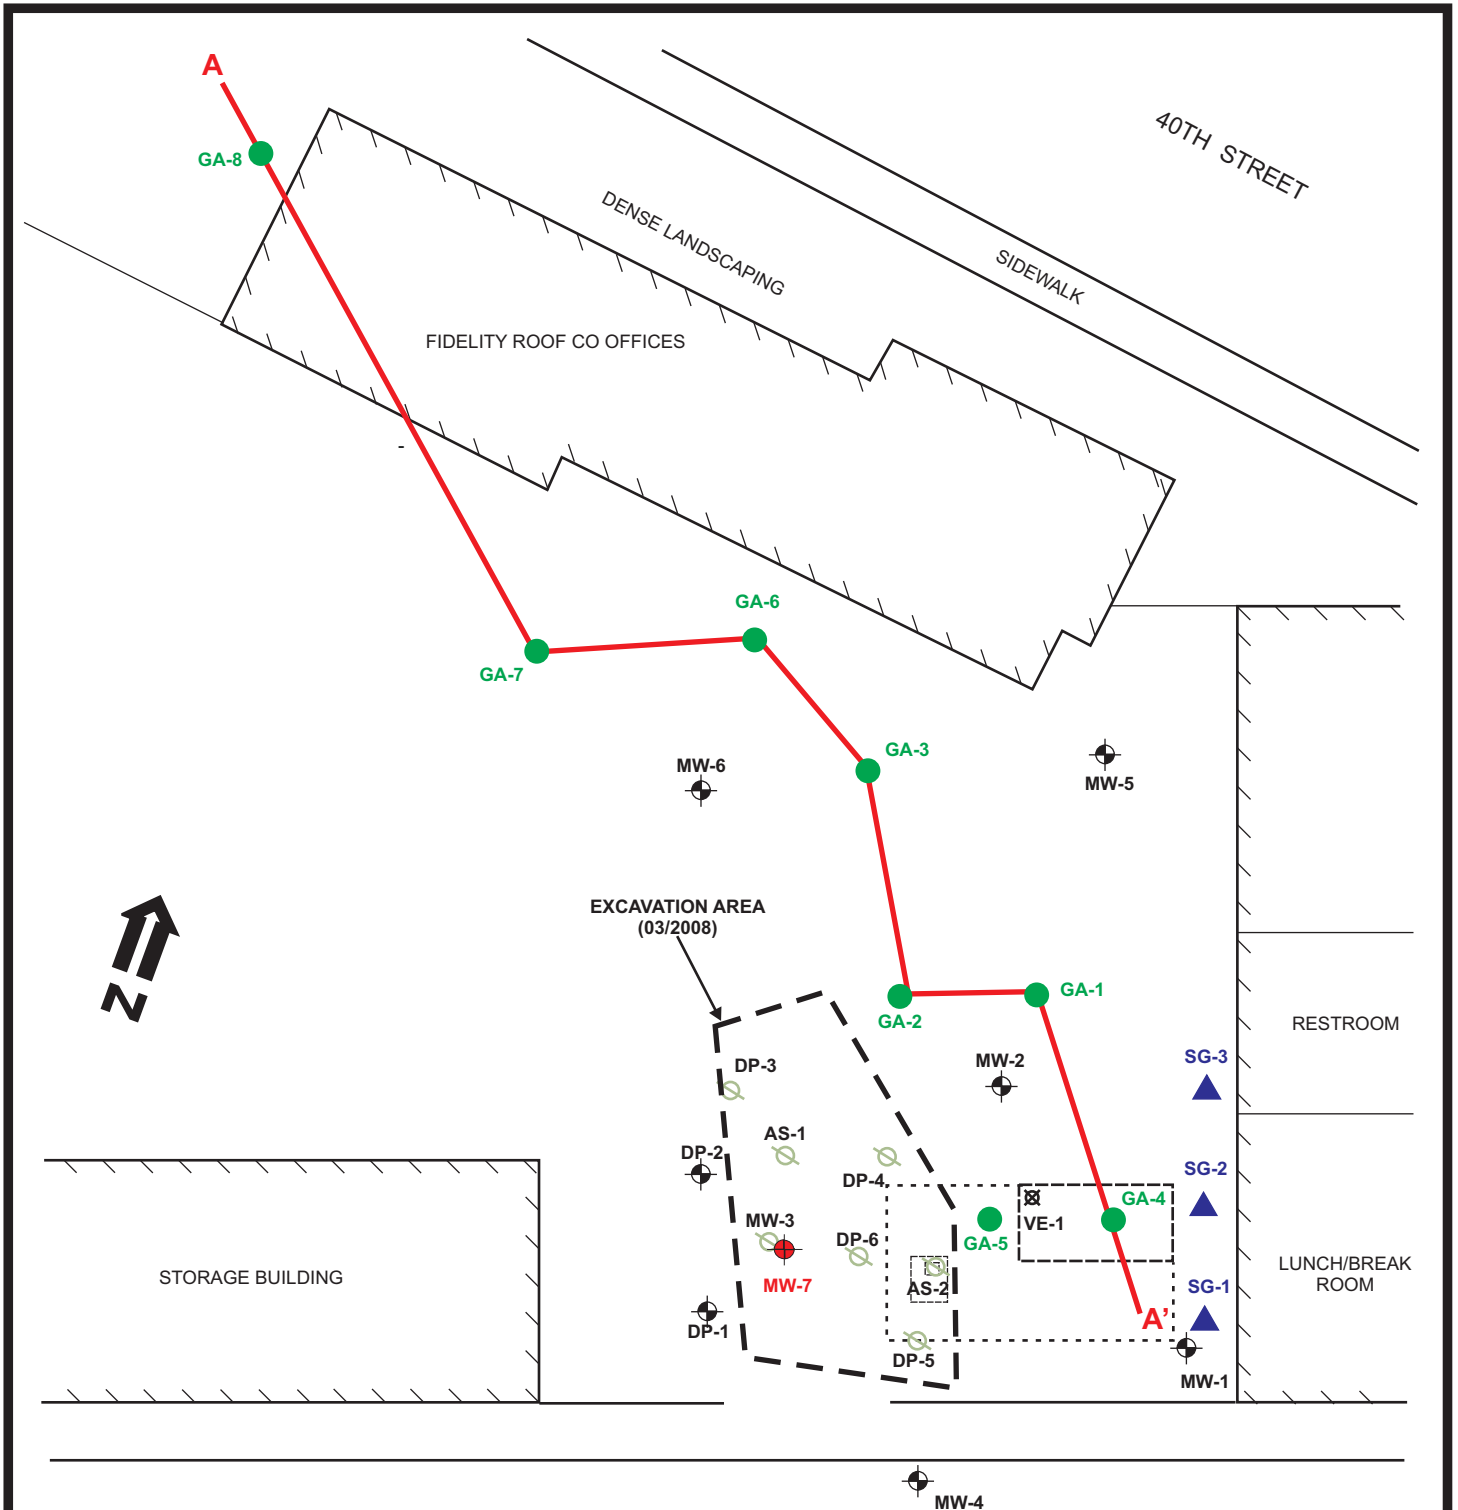 A
GA-8
40TH STREET
DENSE LANDSCAPING
SIDEWALK
FIDELITY ROOF CO OFFICES
GA-6
GA-7
GA-3
MW-6
MW-5
EXCAVATION AREA
(03/2008)
N
GA-1
GA-2
RESTROOM
MW-2
SG-3
DP-3
AS-1
DP-2
DP-4
SG-2
GA-4
MW-3
VE-1
DP-6
GA-5
STORAGE BUILDING
LUNCH/BREAK
ROOM
MW-7
AS-2
SG-1
A'
DP-1
DP-5
MW-1
MW-4